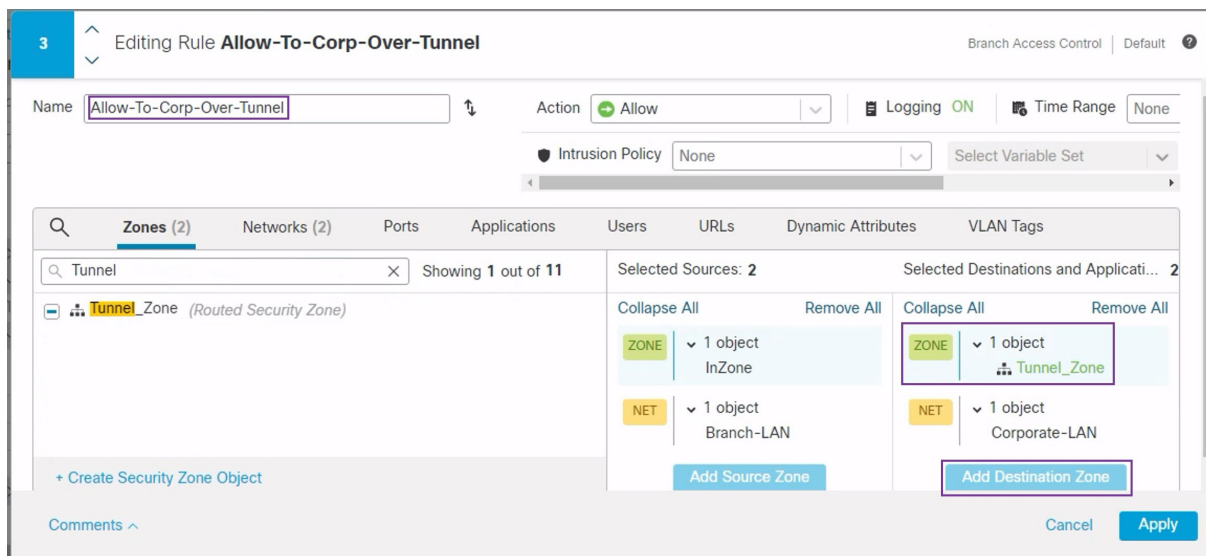 3
Editing Rule Allow-To-Corp-Over-Tunnel
Branch Access Control | Default
Name Allow-To-Corp-Over-Tunnel
Action Allow
Logging ON
Time Range None
Intrusion Policy None
Select Variable Set
Zones (2) Networks (2) Ports Applications Users URLs Dynamic Attributes VLAN Tags
Tunnel
Showing 1 out of 11
Selected Sources: 2
Selected Destinations and Applicati... 2
Tunnel_Zone (Routed Security Zone)
Collapse All Remove All
Collapse All Remove All
ZONE 1 object
InZone
ZONE 1 object
Tunnel_Zone
NET 1 object
Branch-LAN
NET 1 object
Corporate-LAN
+ Create Security Zone Object
Add Source Zone
Add Destination Zone
Comments
Cancel
Apply